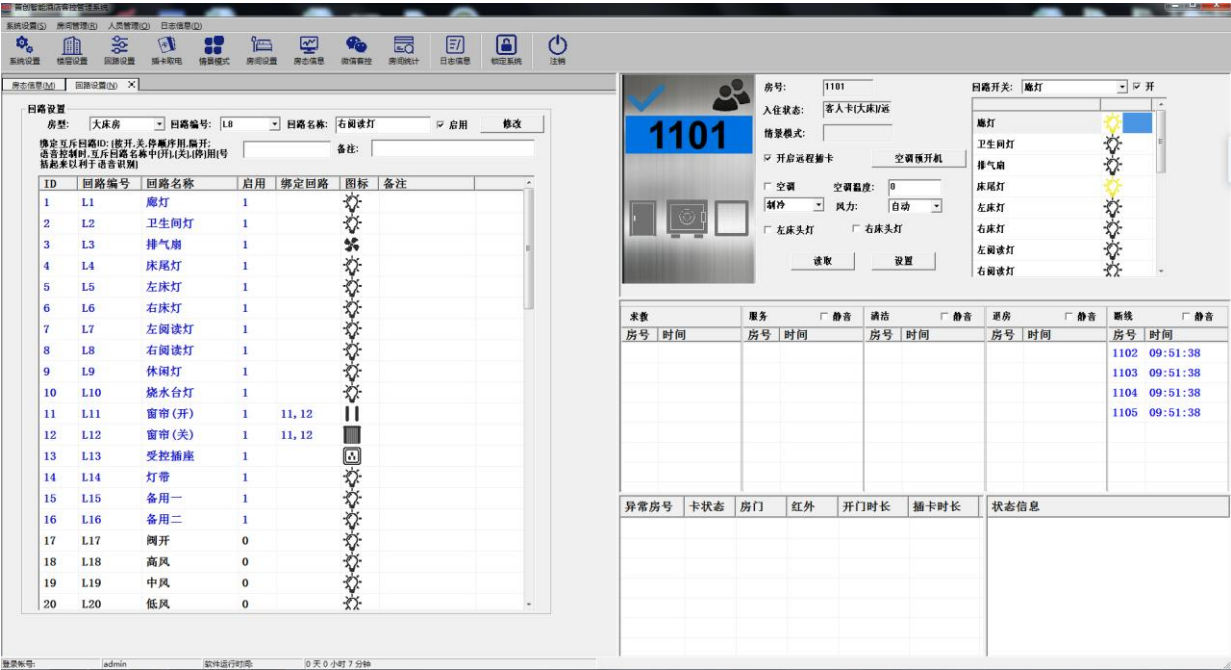 普创智能酒店客控管理系统
系统设置(S) 房间管理(R) 人员管理(O) 日志信息(D)
系统设置 楼层设置 回路设置 插卡取电 情景模式 房间设置 房态信息 微信客控 房间统计 日志信息 锁定系统 注销
房态信息(M) 回路设置(N) X
回路设置
房型: 大床房 回路编号: L8 回路名称: 右阅读灯 启用 修改
绑定互斥回路ID: (按开,关,停顺序用,隔开;
语音控制时,互斥回路名称中(开),(关),(停)用()号
括起来以利于语音识别)
备注:
ID 回路编号 回路名称 启用 绑定回路 图标 备注
1 L1 廊灯 1
2 L2 卫生间灯 1
3 L3 排气扇 1
4 L4 床尾灯 1
5 L5 左床灯 1
6 L6 右床灯 1
7 L7 左阅读灯 1
8 L8 右阅读灯 1
9 L9 休闲灯 1
10 L10 烧水台灯 1
11 L11 窗帘(开) 1 11,12
12 L12 窗帘(关) 1 11,12
13 L13 受控插座 1
14 L14 灯带 1
15 L15 备用一 1
16 L16 备用二 1
17 L17 阀开 0
18 L18 高风 0
19 L19 中风 0
20 L20 低风 0
1101
房号: 1101
入住状态: 客人卡(大床)/远
情景模式:
开启远程插卡 空调预开机
空调 空调温度: 0
制冷 风力: 自动
左床头灯 右床头灯
读取 设置
回路开关: 廊灯 开
廊灯
卫生间灯
排气扇
床尾灯
左床灯
右床灯
左阅读灯
右阅读灯
求救 服务 静音 清洁 静音 退房 静音 断线 静音
房号 时间 房号 时间 房号 时间 房号 时间 房号 时间
1102 09:51:38
1103 09:51:38
1104 09:51:38
1105 09:51:38
异常房号 卡状态 房门 红外 开门时长 插卡时长 状态信息
登录帐号: admin 软件运行时间: 0 天 0 小时 7 分钟